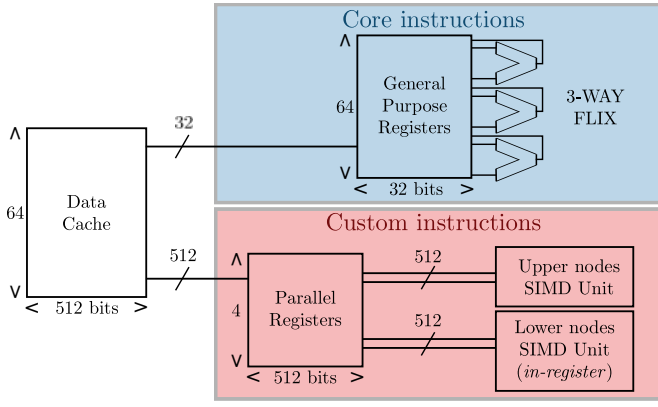 Core instructions
General
Purpose
Registers
64
32 bits
3-WAY
FLIX
32
Data
Cache
64
512 bits
512
Custom instructions
Parallel
Registers
4
512 bits
512
Upper nodes
SIMD Unit
512
Lower nodes
SIMD Unit
(in-register)